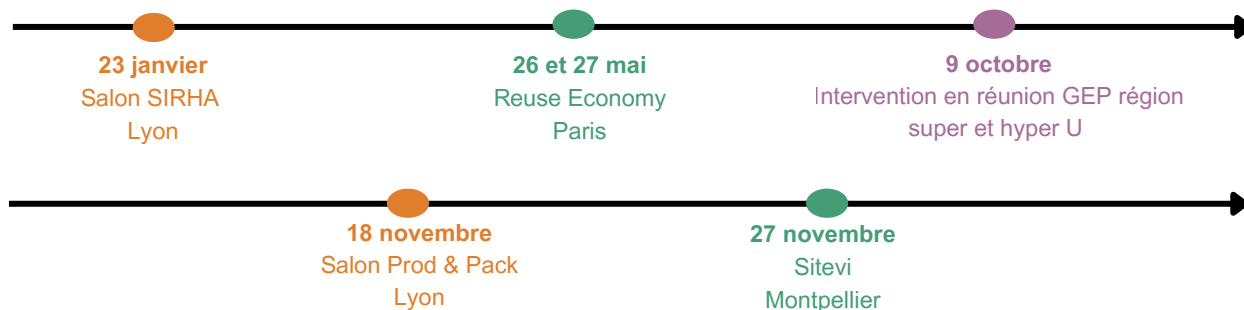 23 janvier
Salon SIRHA
Lyon
26 et 27 mai
Reuse Economy
Paris
9 octobre
Intervention en réunion GEP région
super et hyper U
18 novembre
Salon Prod & Pack
Lyon
27 novembre
Sitevi
Montpellier